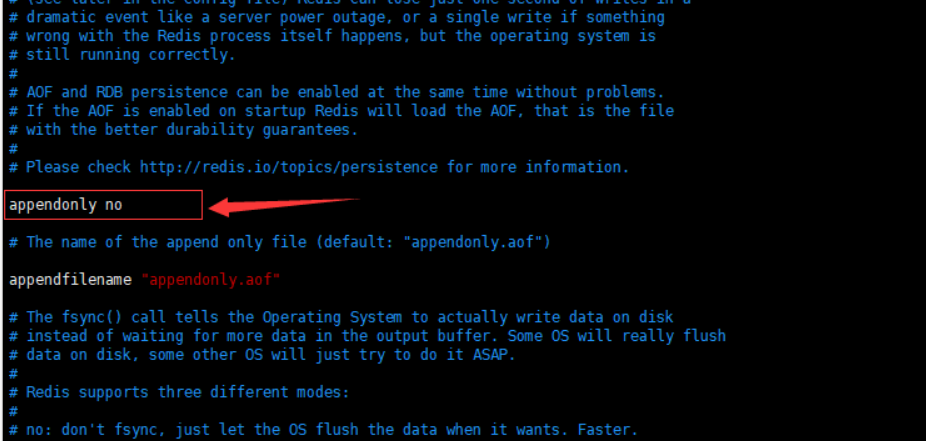 # (see later in the config file) Redis can lose just one second of writes in a
# dramatic event like a server power outage, or a single write if something
# wrong with the Redis process itself happens, but the operating system is
# still running correctly.
#
# AOF and RDB persistence can be enabled at the same time without problems.
# If the AOF is enabled on startup Redis will load the AOF, that is the file
# with the better durability guarantees.
#
# Please check http://redis.io/topics/persistence for more information.
appendonly no
# The name of the append only file (default: "appendonly.aof")
appendfilename "appendonly.aof"
# The fsync() call tells the Operating System to actually write data on disk
# instead of waiting for more data in the output buffer. Some OS will really flush
# data on disk, some other OS will just try to do it ASAP.
#
# Redis supports three different modes:
#
# no: don't fsync, just let the OS flush the data when it wants. Faster.